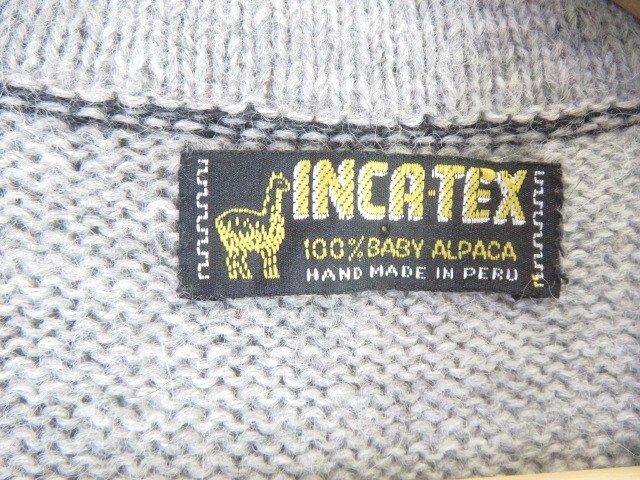 INCA-TEX
100% BABY ALPACA
HAND MADE IN PERU